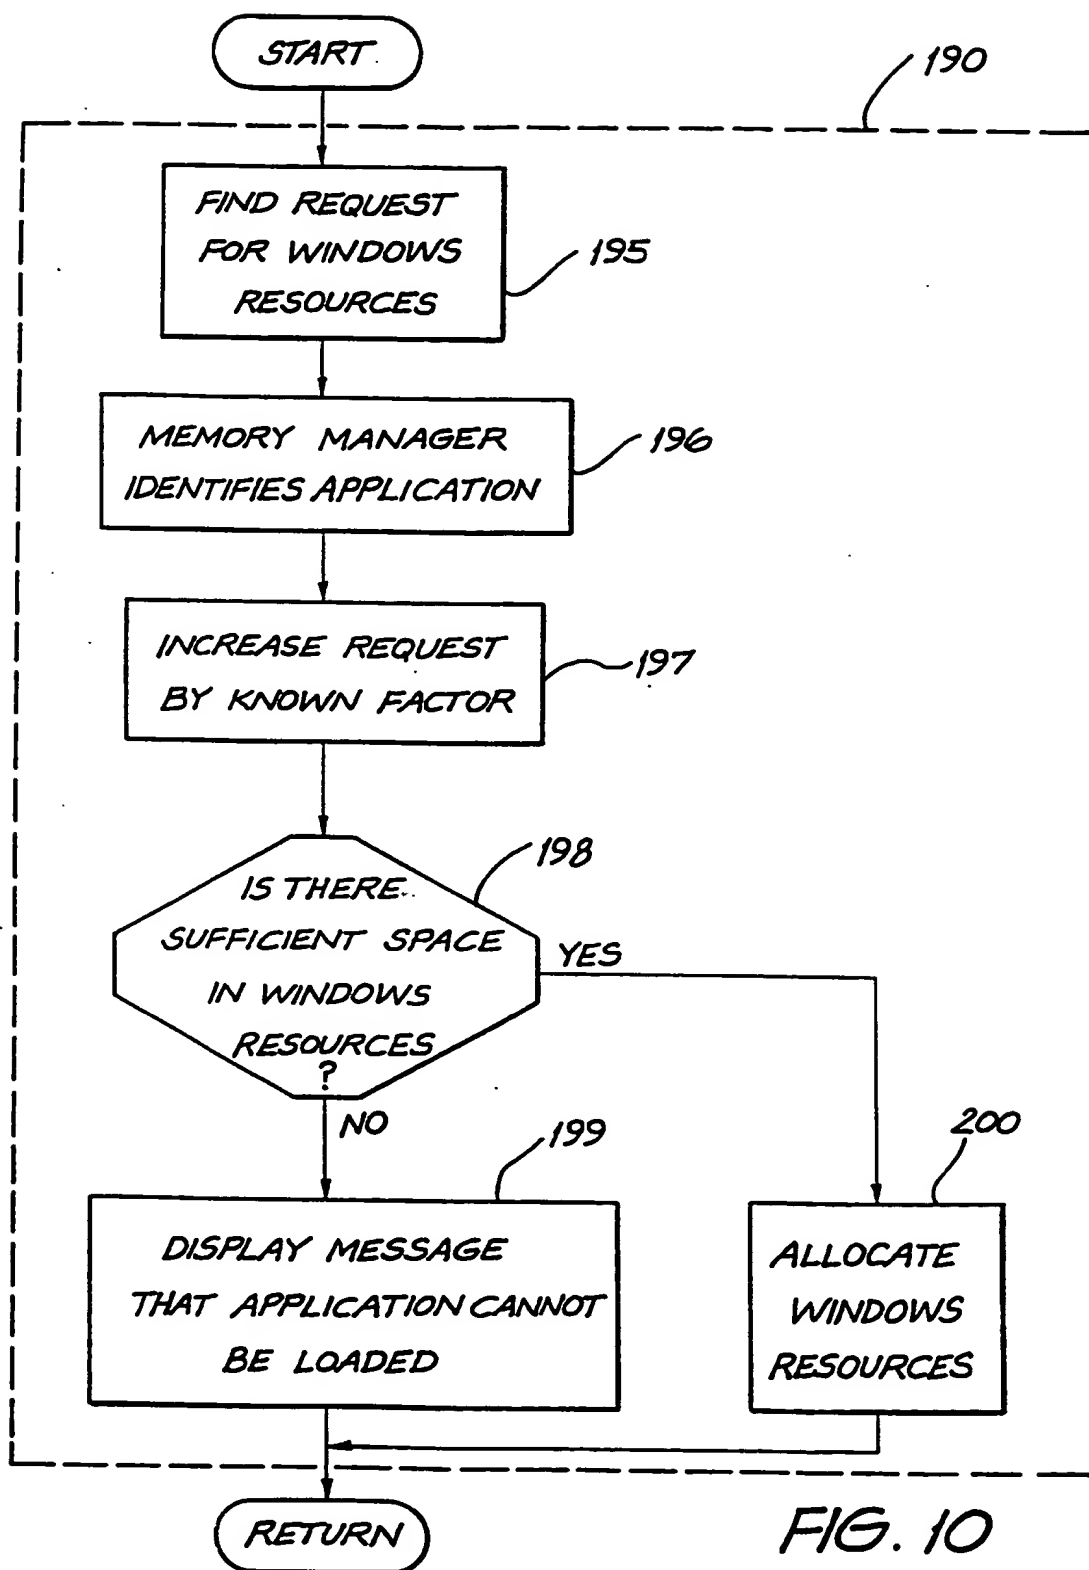 START
190
FIND REQUEST
FOR WINDOWS
RESOURCES
195
MEMORY MANAGER
IDENTIFIES APPLICATION
196
INCREASE REQUEST
BY KNOWN FACTOR
197
198
IS THERE
SUFFICIENT SPACE
IN WINDOWS
RESOURCES
?
YES
NO
199
200
DISPLAY MESSAGE
THAT APPLICATION CANNOT
BE LOADED
ALLOCATE
WINDOWS
RESOURCES
RETURN
FIG. 10